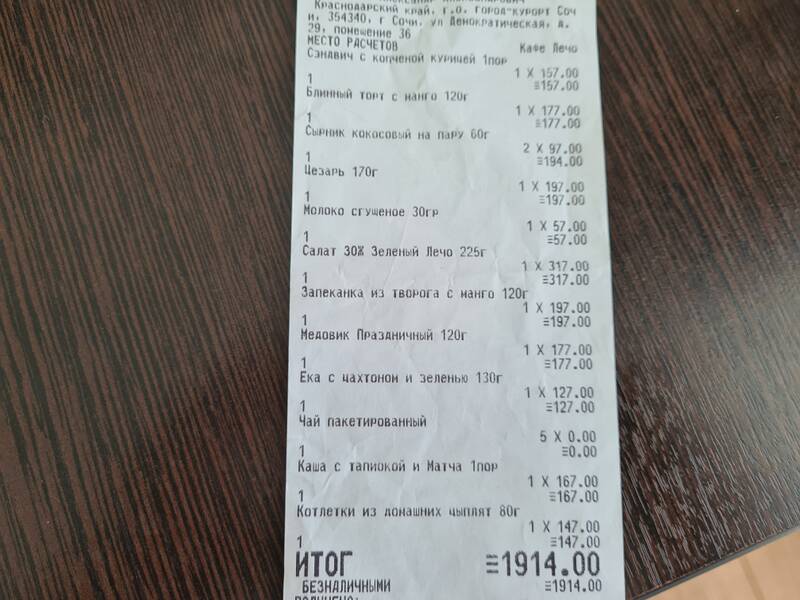 Краснодарский край, г.о. ГОРОД-КУРОРТ СОЧ
И, 354340, г Сочи, ул Демократическая, д.
29, помещение 36
МЕСТО РАСЧЕТОВ Кафе Лечо
Сэндвич с копченой курицей 1пор
1 X 157.00
1 ≡157.00
Блинный торт с манго 120г
1 X 177.00
1 ≡177.00
Сырник кокосовый на пару 60г
2 X 97.00
1 ≡194.00
Цезарь 170г
1 X 197.00
1 ≡197.00
Молоко сгущеное 30гр
1 X 57.00
1 ≡57.00
Салат 30% Зеленый Лечо 225г
1 X 317.00
1 ≡317.00
Запеканка из творога с манго 120г
1 X 197.00
1 ≡197.00
Медовик Праздничный 120г
1 X 177.00
1 ≡177.00
Ека с чахтоном и зеленью 130г
1 X 127.00
1 ≡127.00
Чай пакетированный
5 X 0.00
1 ≡0.00
Каша с тапиокой и Матча 1пор
1 X 167.00
1 ≡167.00
Котлетки из домашних цыплят 80г
1 X 147.00
1 ≡147.00
ИТОГ ≡1914.00
БЕЗНАЛИЧНЫМИ ≡1914.00